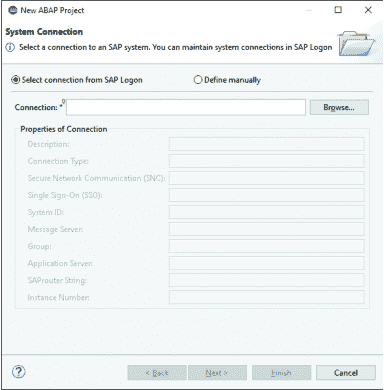 New ABAP Project
System Connection
Select a connection to an SAP system. You can maintain system connections in SAP Logon
Select connection from SAP Logon Define manually
Connection: * Browse...
Properties of Connection
Description:
Connection Type:
Secure Network Communication (SNC):
Single Sign-On (SSO):
System ID:
Message Server:
Group:
Application Server:
SAProuter String:
Instance Number:
? < Back Next > Finish Cancel